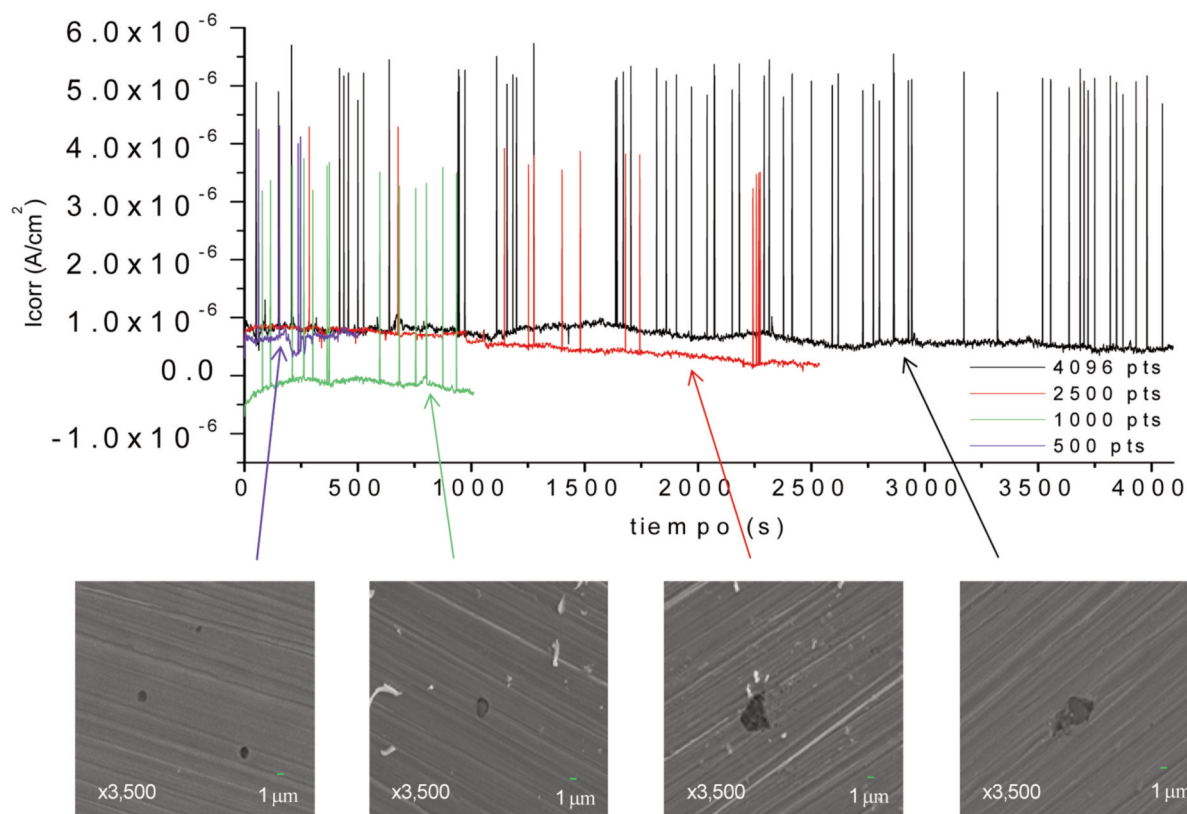 6.0x10⁻⁶
5.0x10⁻⁶
4.0x10⁻⁶
3.0x10⁻⁶
2.0x10⁻⁶
1.0x10⁻⁶
0.0
-1.0x10⁻⁶
Icorr (A/cm²)
4096 pts
2500 pts
1000 pts
500 pts
0 500 1000 1500 2000 2500 3000 3500 4000
tiempo (s)
x3,500 1 µm
x3,500 1 µm
x3,500 1 µm
x3,500 1 µm